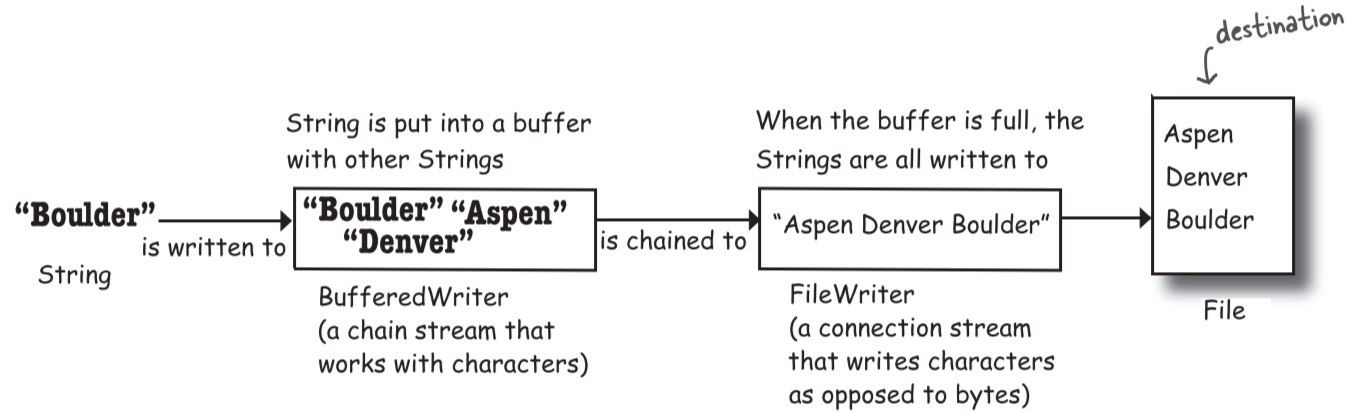 destination
String is put into a buffer
with other Strings
When the buffer is full, the
Strings are all written to
“Boulder”
is written to
String
“Boulder” “Aspen”
“Denver”
is chained to
“Aspen Denver Boulder”
Aspen
Denver
Boulder
BufferedWriter
(a chain stream that
works with characters)
FileWriter
(a connection stream
that writes characters
as opposed to bytes)
File